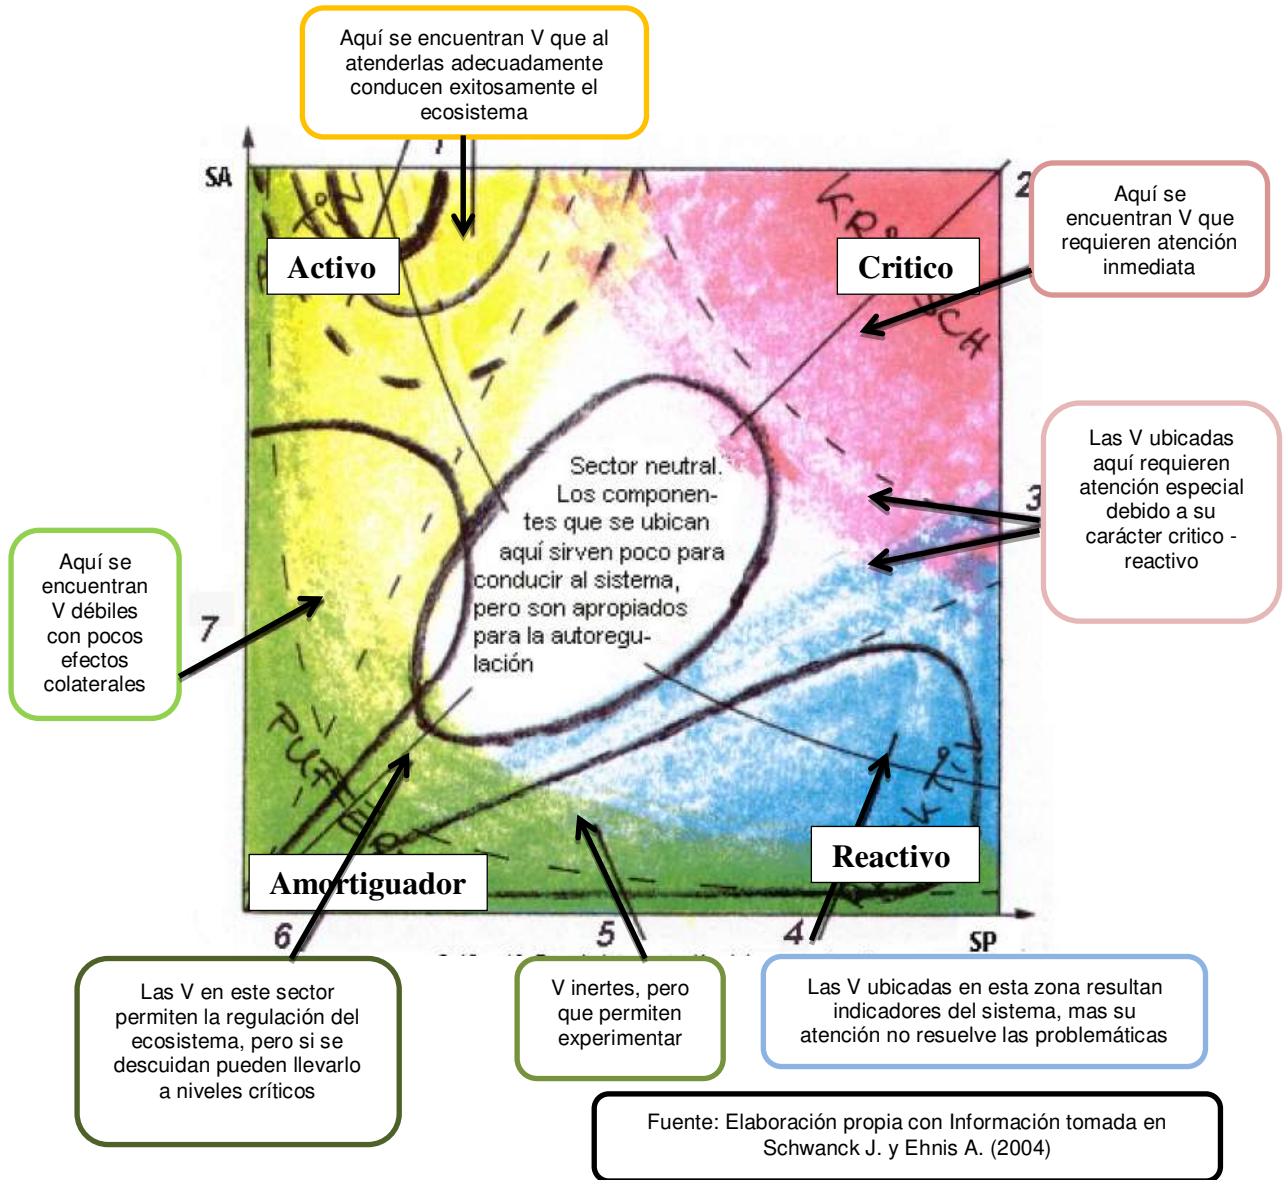 Aquí se encuentran V que al
atenderlas adecuadamente
conducen exitosamente el
ecosistema
1
SA
2
Aquí se
encuentran V que
requieren atención
inmediata
Activo
Critico
Las V ubicadas
aquí requieren
atención especial
debido a su
carácter critico -
reactivo
3
Sector neutral.
Los componen-
tes que se ubican
aquí sirven poco para
conducir al sistema,
pero son apropiados
para la autoregu-
lación
Aquí se
encuentran
V débiles
con pocos
efectos
colaterales
7
PUFFER
Reactivo
Amortiguador
6
5
4
SP
Las V en este sector
permiten la regulación del
ecosistema, pero si se
descuidan pueden llevarlo
a niveles críticos
V inertes, pero
que permiten
experimentar
Las V ubicadas en esta zona resultan
indicadores del sistema, mas su
atención no resuelve las problemáticas
Fuente: Elaboración propia con Información tomada en
Schwanck J. y Ehnis A. (2004)